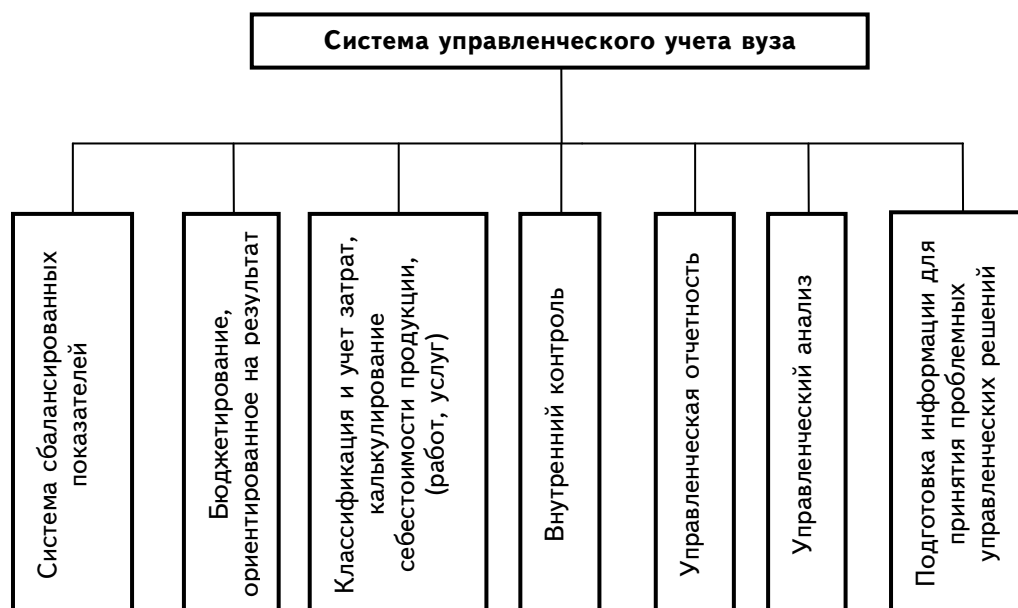 Система управленческого учета вуза
Система сбалансированных
показателей
Бюджетирование,
ориентированное на результат
Классификация и учет затрат,
калькулирование
себестоимости продукции,
(работ, услуг)
Внутренний контроль
Управленческая отчетность
Управленческий анализ
Подготовка информации для
принятия проблемных
управленческих решений